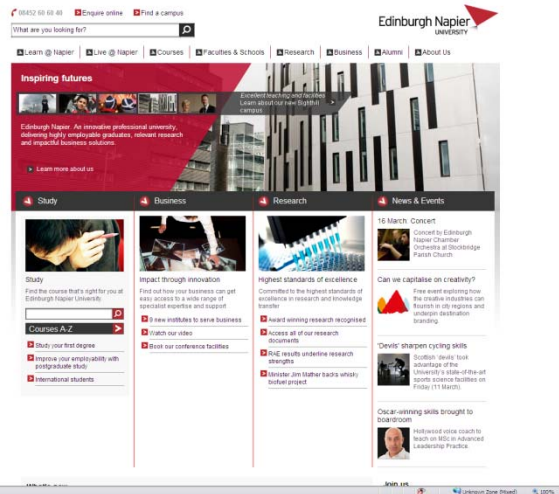 08452 60 60 40 Enquire online Find a campus
What are you looking for?
Edinburgh Napier
UNIVERSITY
Learn @ Napier Live @ Napier Courses Faculties & Schools Research Business Alumni About Us
Inspiring futures
Excellent teaching and facilities
Learn about our new Sighthill
campus
Edinburgh Napier. An innovative professional university,
delivering highly employable graduates, relevant research
and impactful business solutions.
Learn more about us
Study
Study
Find the course that's right for you at
Edinburgh Napier University
Courses A-Z
Study your first degree
Improve your employability with
postgraduate study
International students
Business
Impact through innovation
Find out how your business can get
easy access to a wide range of
specialist expertise and support
9 new institutes to serve business
Watch our video
Book our conference facilities
Research
Highest standards of excellence
Committed to the highest standards of
excellence in research and knowledge
transfer
Award winning research recognised
Access all of our research
documents
RAE results underline research
strengths
Minister Jim Mather backs whisky
biofuel project
News & Events
16 March: Concert
Concert by Edinburgh
Napier Chamber
Orchestra at Stockbridge
Parish Church
Can we capitalise on creativity?
Free event exploring how
the creative industries can
flourish in city regions and
underpin destination
branding.
'Devils' sharpen cycling skills
Scottish 'devils' took
advantage of the
University's state-of-the-art
sports science facilities on
Friday (11 March)
Oscar-winning skills brought to
boardroom
Hollywood voice coach to
teach on MSc in Advanced
Leadership Practice.
What's new
Join us
Unknown Zone (Mixed) 100%